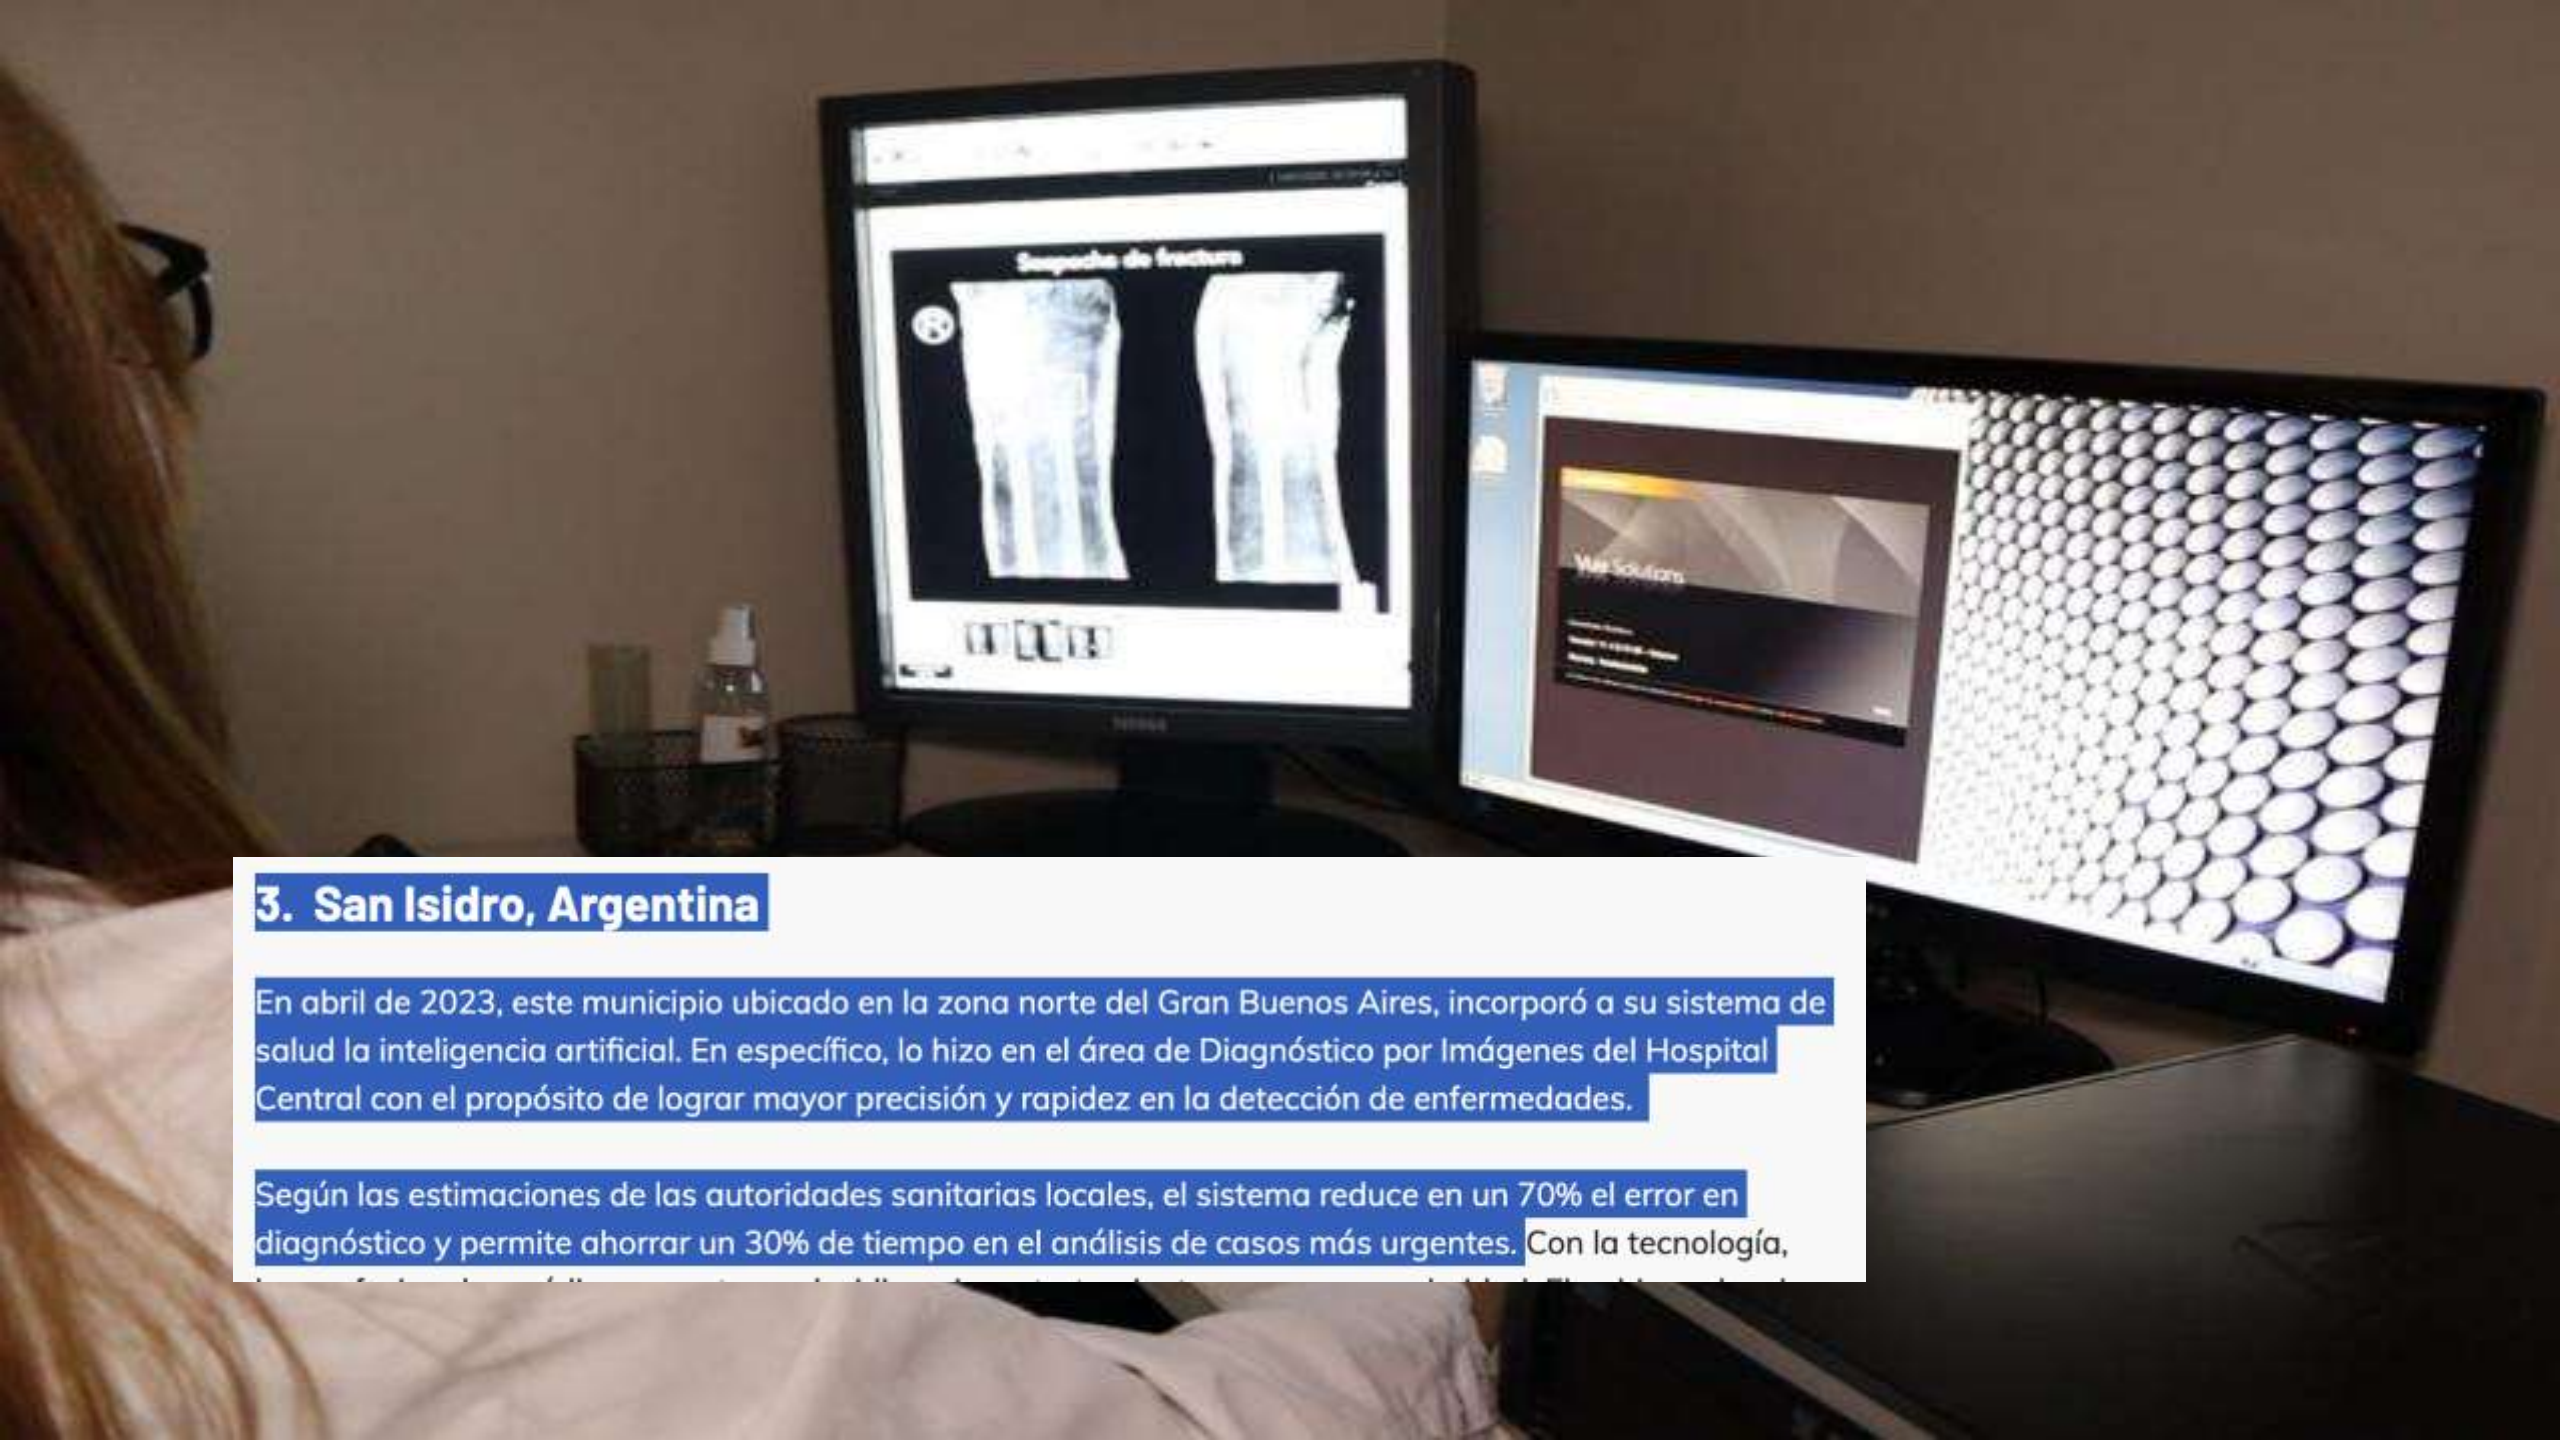 Sospecha de fractura
R
Vue Solutions
3. San Isidro, Argentina
En abril de 2023, este municipio ubicado en la zona norte del Gran Buenos Aires, incorporó a su sistema de
salud la inteligencia artificial. En específico, lo hizo en el área de Diagnóstico por Imágenes del Hospital
Central con el propósito de lograr mayor precisión y rapidez en la detección de enfermedades.
Según las estimaciones de las autoridades sanitarias locales, el sistema reduce en un 70% el error en
diagnóstico y permite ahorrar un 30% de tiempo en el análisis de casos más urgentes. Con la tecnología,